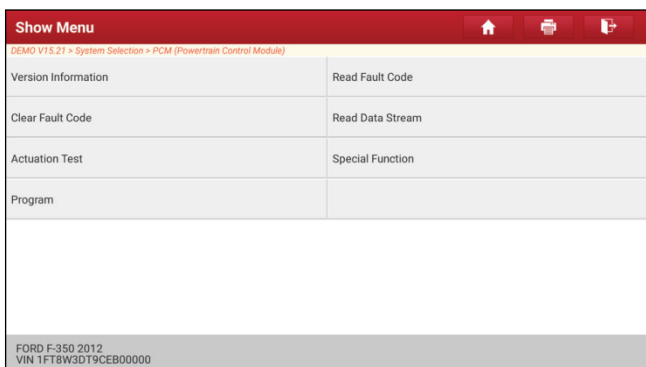 Show Menu
DEMO V15.21 > System Selection > PCM (Powertrain Control Module)
Version Information
Read Fault Code
Clear Fault Code
Read Data Stream
Actuation Test
Special Function
Program
FORD F-350 2012
VIN 1FT8W3DT9CEB00000